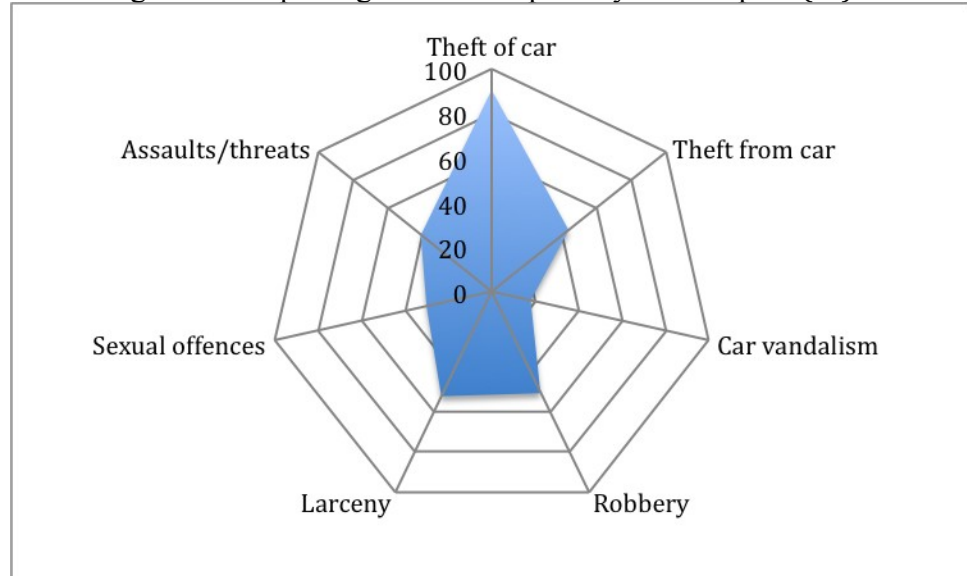 Theft of car
100
80
60
40
20
0
Theft from car
Car vandalism
Robbery
Larceny
Sexual offences
Assaults/threats